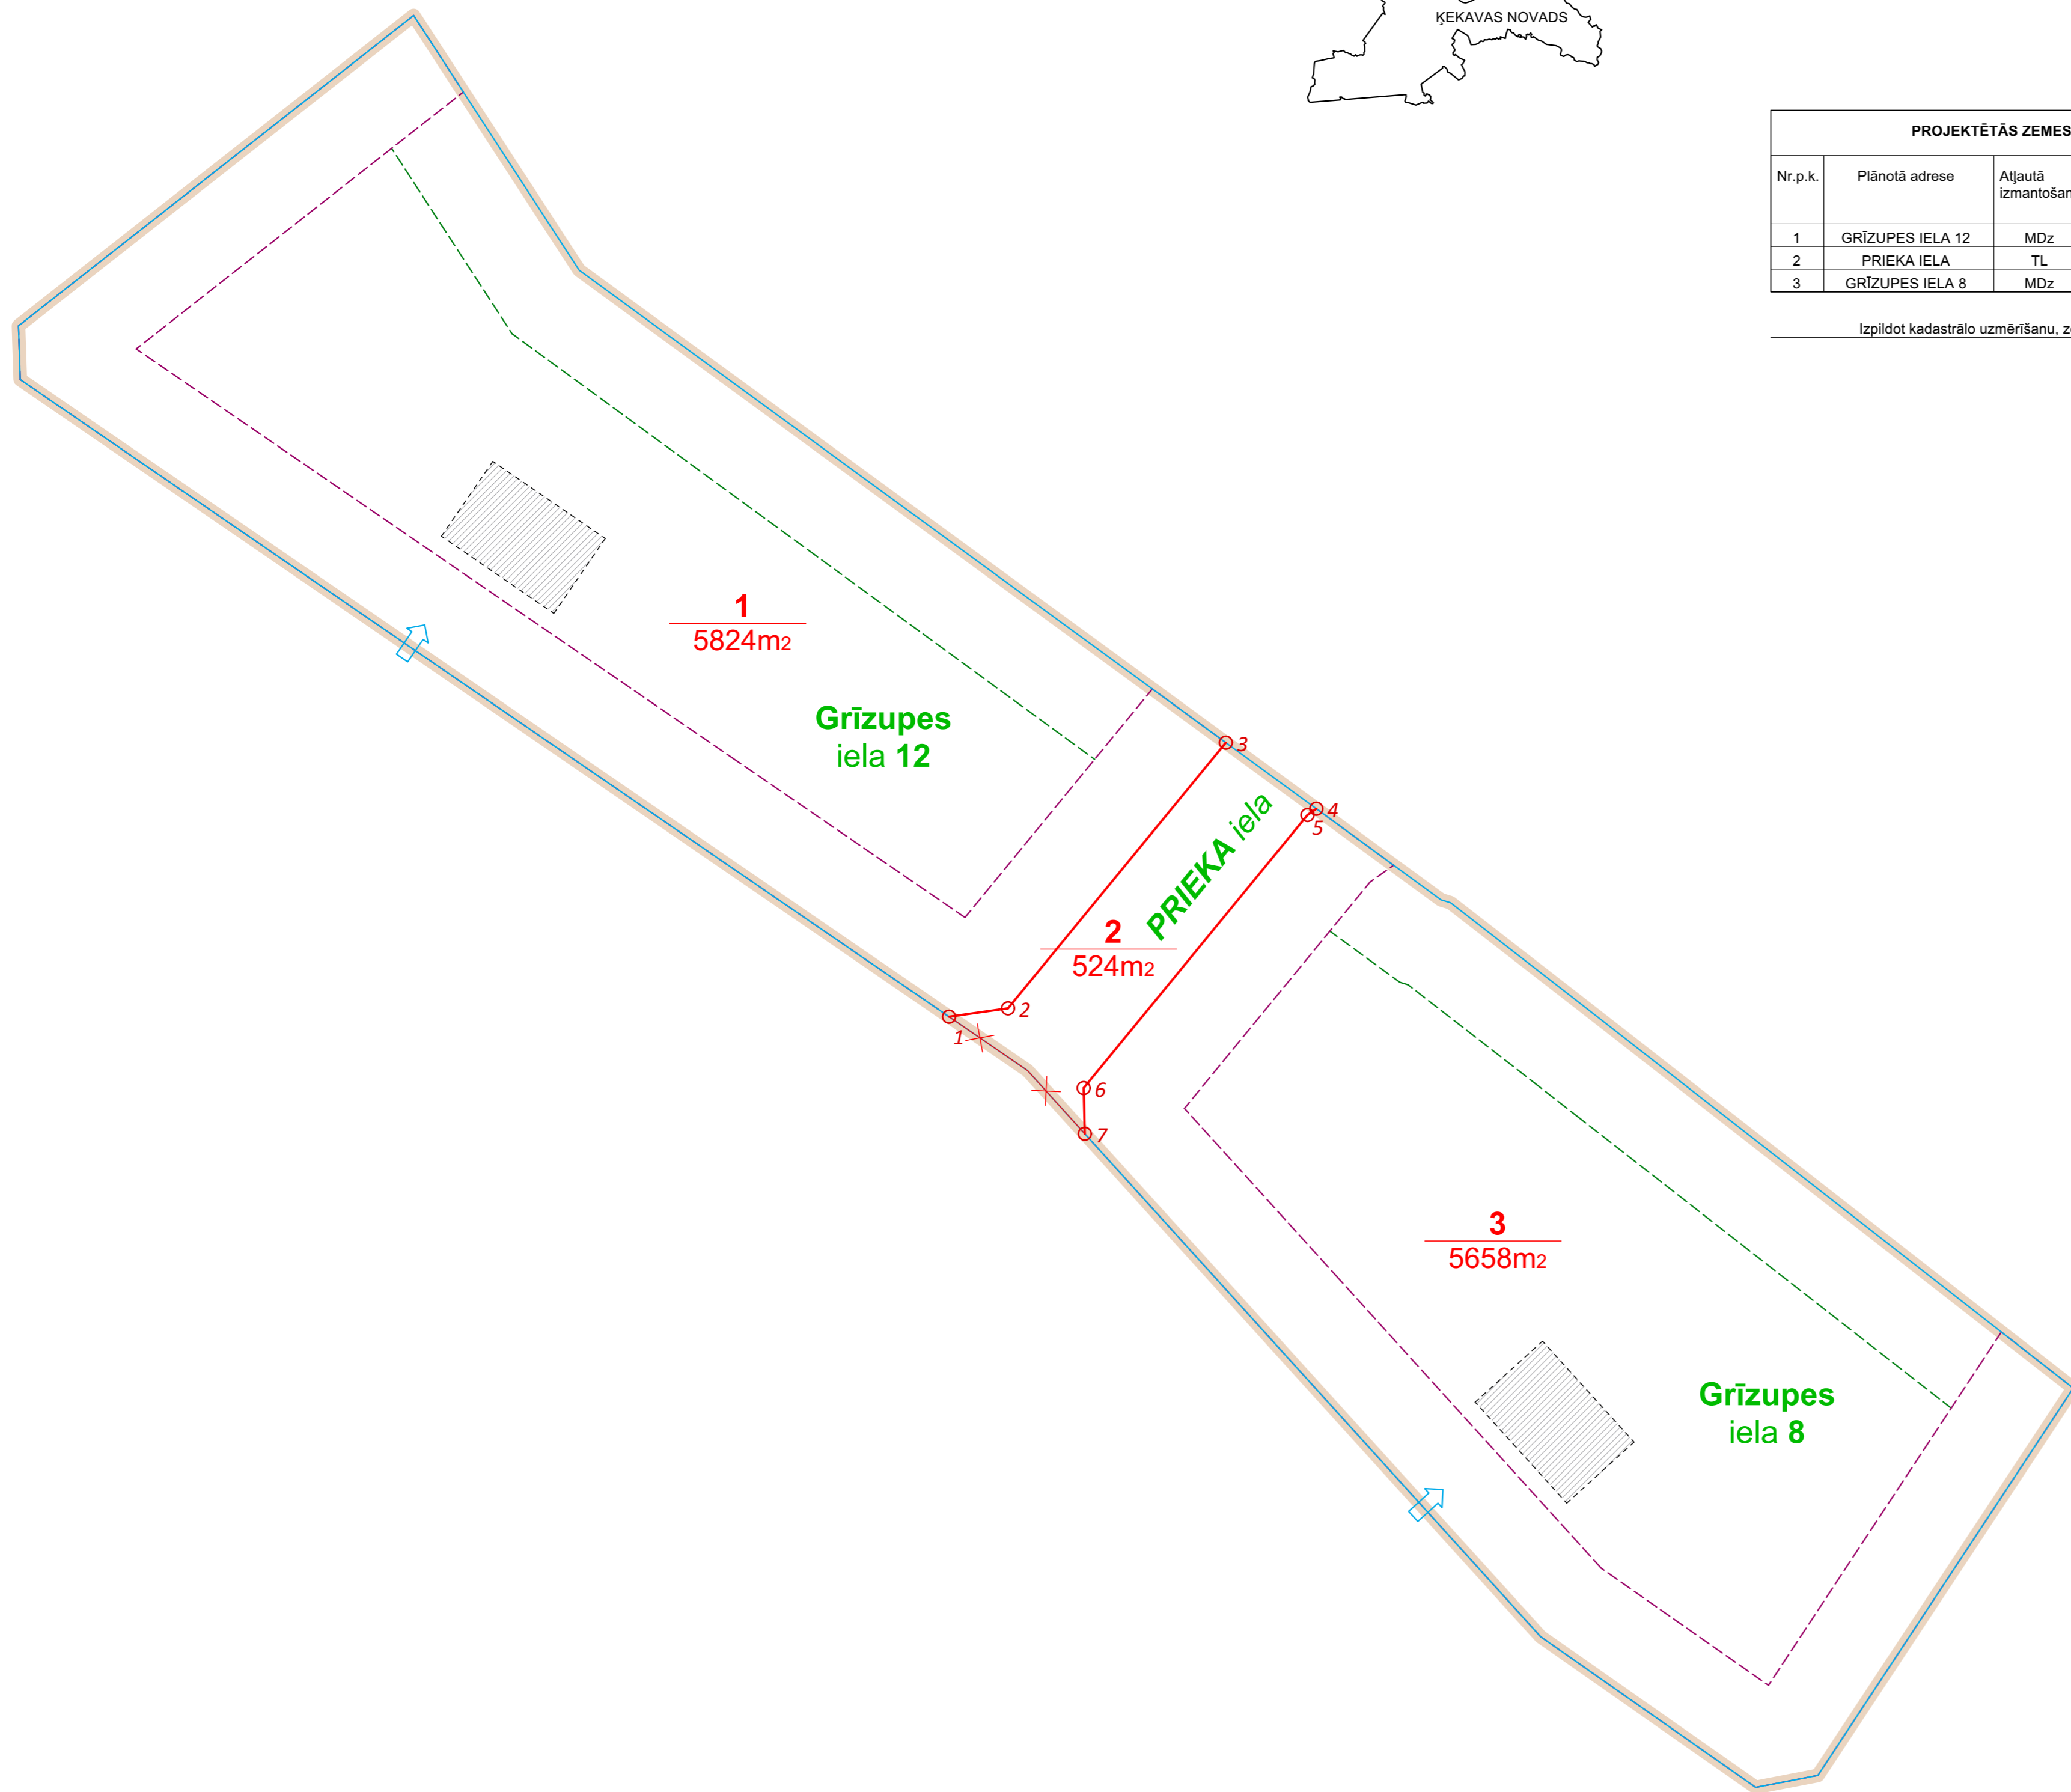 ĶEKAVAS NOVADS
PROJEKTĒTĀS ZEMES
Nr.p.k. Plānotā adrese Atļautā
izmantošan
1 GRĪZUPES IELA 12 MDz
2 PRIEKA IELA TL
3 GRĪZUPES IELA 8 MDz
Izpildot kadastrālo uzmērīšanu, z
1
5824m2
Grīzupes
iela 12
3
4
5
PRIEKA iela
2
524m2
2
1
6
7
3
5658m2
Grīzupes
iela 8